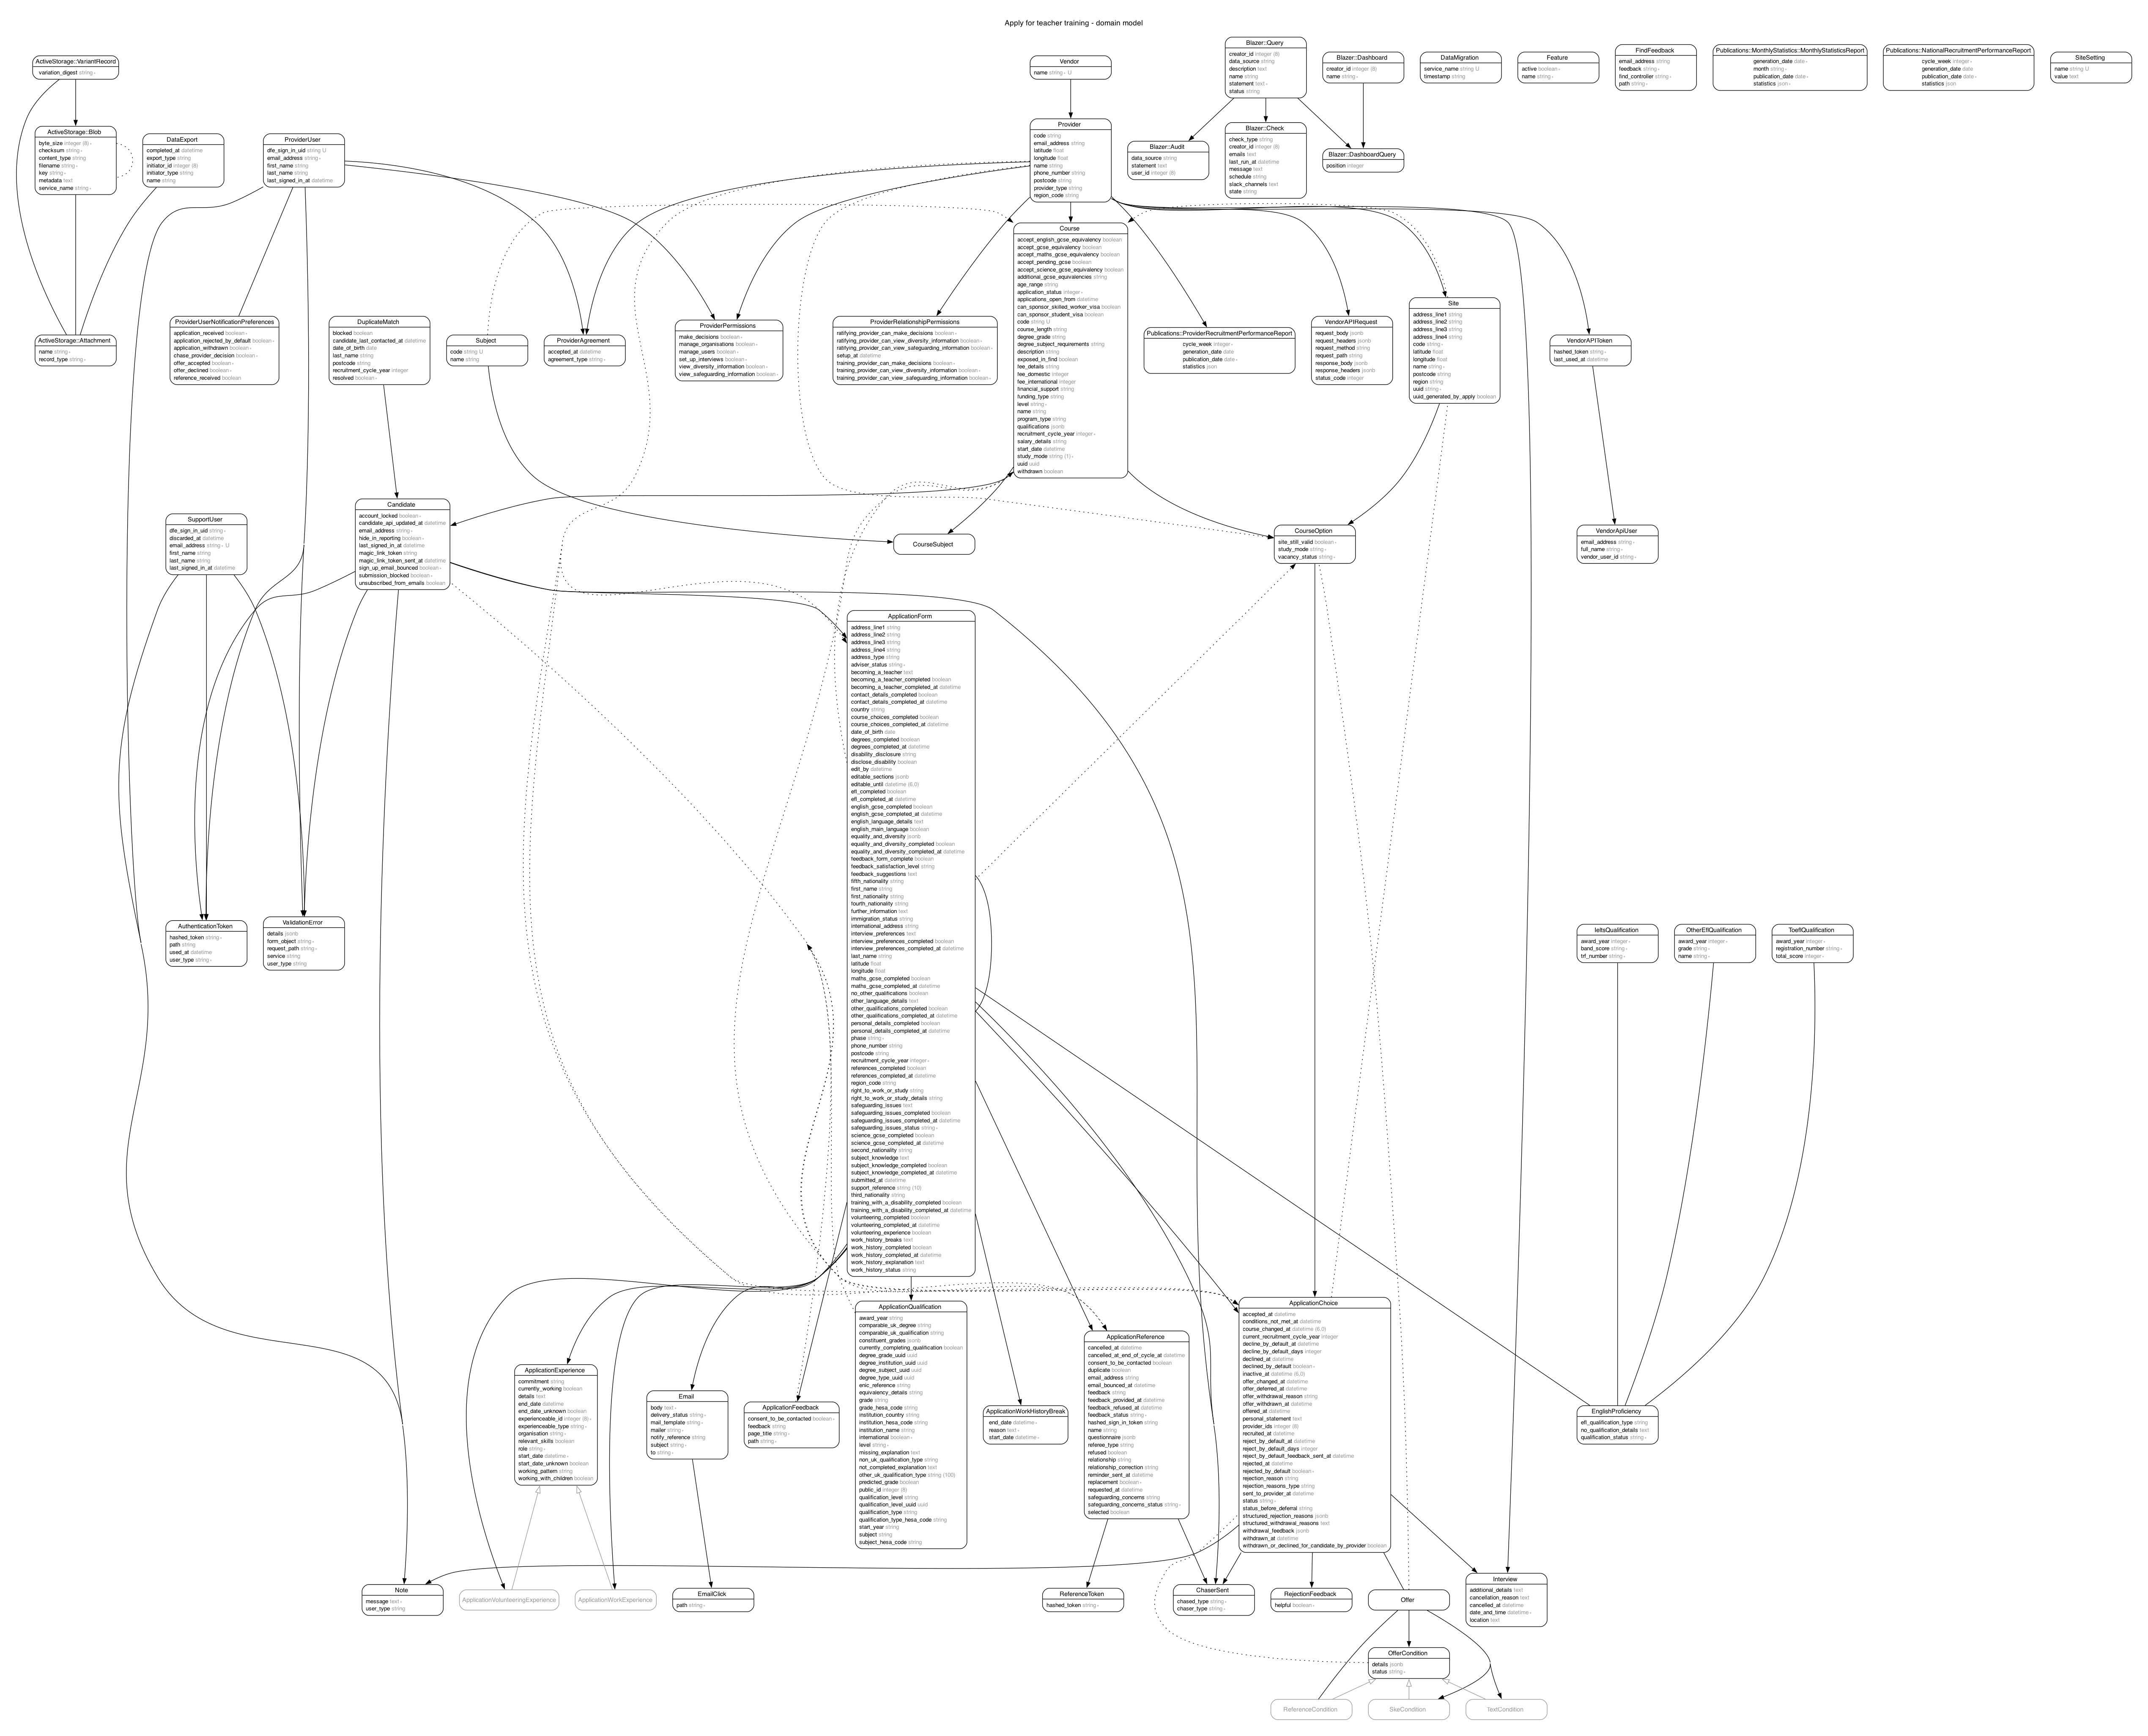 Apply for teacher training - domain model
ActiveStorage::VariantRecord
variation_digest string ∗
Vendor
name string ∗ U
Blazer::Query
creator_id integer (8)
data_source string
description text
name string
statement text ∗
status string
Blazer::Dashboard
creator_id integer (8)
name string ∗
DataMigration
service_name string U
timestamp string
Feature
active boolean ∗
name string ∗
FindFeedback
email_address string
feedback string ∗
find_controller string ∗
path string ∗
Publications::MonthlyStatistics::MonthlyStatisticsReport
generation_date date ∗
month string ∗
publication_date date ∗
statistics json ∗
Publications::NationalRecruitmentPerformanceReport
cycle_week integer ∗
generation_date date
publication_date date ∗
statistics json
SiteSetting
name string U
value text
ActiveStorage::Blob
byte_size integer (8) ∗
checksum string ∗
content_type string
filename string ∗
key string ∗
metadata text
service_name string ∗
DataExport
completed_at datetime
export_type string
initiator_id integer (8)
initiator_type string
name string
ProviderUser
dfe_sign_in_uid string U
email_address string ∗
first_name string
last_name string
last_signed_in_at datetime
Provider
code string
email_address string
latitude float
longitude float
name string
phone_number string
postcode string
provider_type string
region_code string
Blazer::Audit
data_source string
statement text
user_id integer (8)
Blazer::Check
check_type string
creator_id integer (8)
emails text
last_run_at datetime
message text
schedule string
slack_channels text
state string
Blazer::DashboardQuery
position integer
Course
accept_english_gcse_equivalency boolean
accept_gcse_equivalency boolean
accept_maths_gcse_equivalency boolean
accept_pending_gcse boolean
accept_science_gcse_equivalency boolean
additional_gcse_equivalencies string
age_range string
application_status integer ∗
applications_open_from datetime
can_sponsor_skilled_worker_visa boolean
can_sponsor_student_visa boolean
code string U
course_length string
degree_grade string
degree_subject_requirements string
description string
exposed_in_find boolean
fee_details string
fee_domestic integer
fee_international integer
financial_support string
funding_type string
level string ∗
name string
program_type string
qualifications jsonb
recruitment_cycle_year integer ∗
salary_details string
start_date datetime
study_mode string (1) ∗
uuid uuid
withdrawn boolean
ActiveStorage::Attachment
name string ∗
record_type string ∗
ProviderUserNotificationPreferences
application_received boolean ∗
application_rejected_by_default boolean ∗
application_withdrawn boolean ∗
chase_provider_decision boolean ∗
offer_accepted boolean ∗
offer_declined boolean ∗
reference_received boolean
DuplicateMatch
blocked boolean
candidate_last_contacted_at datetime
date_of_birth date
last_name string
postcode string
recruitment_cycle_year integer
resolved boolean ∗
Subject
code string U
name string
ProviderAgreement
accepted_at datetime
agreement_type string ∗
ProviderPermissions
make_decisions boolean ∗
manage_organisations boolean ∗
manage_users boolean ∗
set_up_interviews boolean ∗
view_diversity_information boolean ∗
view_safeguarding_information boolean ∗
ProviderRelationshipPermissions
ratifying_provider_can_make_decisions boolean ∗
ratifying_provider_can_view_diversity_information boolean ∗
ratifying_provider_can_view_safeguarding_information boolean ∗
setup_at datetime
training_provider_can_make_decisions boolean ∗
training_provider_can_view_diversity_information boolean ∗
training_provider_can_view_safeguarding_information boolean ∗
Publications::ProviderRecruitmentPerformanceReport
cycle_week integer ∗
generation_date date
publication_date date ∗
statistics json
VendorAPIRequest
request_body jsonb
request_headers jsonb
request_method string
request_path string
response_body jsonb
response_headers jsonb
status_code integer
Site
address_line1 string
address_line2 string
address_line3 string
address_line4 string
code string ∗
latitude float
longitude float
name string ∗
postcode string
region string
uuid string ∗
uuid_generated_by_apply boolean
VendorAPIToken
hashed_token string ∗
last_used_at datetime
SupportUser
dfe_sign_in_uid string ∗
discarded_at datetime
email_address string ∗ U
first_name string
last_name string
last_signed_in_at datetime
Candidate
account_locked boolean ∗
candidate_api_updated_at datetime
email_address string ∗
hide_in_reporting boolean ∗
last_signed_in_at datetime
magic_link_token string
magic_link_token_sent_at datetime
sign_up_email_bounced boolean ∗
submission_blocked boolean ∗
unsubscribed_from_emails boolean
CourseSubject
CourseOption
site_still_valid boolean ∗
study_mode string ∗
vacancy_status string ∗
VendorApiUser
email_address string ∗
full_name string ∗
vendor_user_id string ∗
ApplicationForm
address_line1 string
address_line2 string
address_line3 string
address_line4 string
address_type string
adviser_status string ∗
becoming_a_teacher text
becoming_a_teacher_completed boolean
becoming_a_teacher_completed_at datetime
contact_details_completed boolean
contact_details_completed_at datetime
country string
course_choices_completed boolean
course_choices_completed_at datetime
date_of_birth date
degrees_completed boolean
degrees_completed_at datetime
disability_disclosure string
disclose_disability boolean
edit_by datetime
editable_sections jsonb
editable_until datetime (6,0)
efl_completed boolean
efl_completed_at datetime
english_gcse_completed boolean
english_gcse_completed_at datetime
english_language_details text
english_main_language boolean
equality_and_diversity jsonb
equality_and_diversity_completed boolean
equality_and_diversity_completed_at datetime
feedback_form_complete boolean
feedback_satisfaction_level string
feedback_suggestions text
fifth_nationality string
first_name string
first_nationality string
fourth_nationality string
further_information text
immigration_status string
international_address string
interview_preferences text
interview_preferences_completed boolean
interview_preferences_completed_at datetime
last_name string
latitude float
longitude float
maths_gcse_completed boolean
maths_gcse_completed_at datetime
no_other_qualifications boolean
other_language_details text
other_qualifications_completed boolean
other_qualifications_completed_at datetime
personal_details_completed boolean
personal_details_completed_at datetime
phase string ∗
phone_number string
postcode string
recruitment_cycle_year integer ∗
references_completed boolean
references_completed_at datetime
region_code string
right_to_work_or_study string
right_to_work_or_study_details string
safeguarding_issues text
safeguarding_issues_completed boolean
safeguarding_issues_completed_at datetime
safeguarding_issues_status string ∗
science_gcse_completed boolean
science_gcse_completed_at datetime
second_nationality string
subject_knowledge text
subject_knowledge_completed boolean
subject_knowledge_completed_at datetime
submitted_at datetime
support_reference string (10)
third_nationality string
training_with_a_disability_completed boolean
training_with_a_disability_completed_at datetime
volunteering_completed boolean
volunteering_completed_at datetime
volunteering_experience boolean
work_history_breaks text
work_history_completed boolean
work_history_completed_at datetime
work_history_explanation text
work_history_status string
AuthenticationToken
hashed_token string ∗
path string
used_at datetime
user_type string ∗
ValidationError
details jsonb
form_object string ∗
request_path string ∗
service string
user_type string
IeltsQualification
award_year integer ∗
band_score string ∗
trf_number string ∗
OtherEflQualification
award_year integer ∗
grade string ∗
name string ∗
ToeflQualification
award_year integer ∗
registration_number string ∗
total_score integer ∗
ApplicationExperience
commitment string
currently_working boolean
details text
end_date datetime
end_date_unknown boolean
experienceable_id integer (8) ∗
experienceable_type string ∗
organisation string ∗
relevant_skills boolean
role string ∗
start_date datetime ∗
start_date_unknown boolean
working_pattern string
working_with_children boolean
Email
body text ∗
delivery_status string ∗
mail_template string ∗
mailer string ∗
notify_reference string
subject string ∗
to string ∗
ApplicationFeedback
consent_to_be_contacted boolean ∗
feedback string
page_title string ∗
path string ∗
ApplicationQualification
award_year string
comparable_uk_degree string
comparable_uk_qualification string
constituent_grades jsonb
currently_completing_qualification boolean
degree_grade_uuid uuid
degree_institution_uuid uuid
degree_subject_uuid uuid
degree_type_uuid uuid
enic_reference string
equivalency_details string
grade string
grade_hesa_code string
institution_country string
institution_hesa_code string
institution_name string
international boolean ∗
level string ∗
missing_explanation text
non_uk_qualification_type string
not_completed_explanation text
other_uk_qualification_type string (100)
predicted_grade boolean
public_id integer (8)
qualification_level string
qualification_level_uuid uuid
qualification_type string
qualification_type_hesa_code string
start_year string
subject string
subject_hesa_code string
ApplicationWorkHistoryBreak
end_date datetime ∗
reason text ∗
start_date datetime ∗
ApplicationReference
cancelled_at datetime
cancelled_at_end_of_cycle_at datetime
consent_to_be_contacted boolean
duplicate boolean
email_address string
email_bounced_at datetime
feedback string
feedback_provided_at datetime
feedback_refused_at datetime
feedback_status string ∗
hashed_sign_in_token string
name string
questionnaire jsonb
referee_type string
refused boolean
relationship string
relationship_correction string
reminder_sent_at datetime
replacement boolean ∗
requested_at datetime
safeguarding_concerns string
safeguarding_concerns_status string ∗
selected boolean
ApplicationChoice
accepted_at datetime
conditions_not_met_at datetime
course_changed_at datetime (6,0)
current_recruitment_cycle_year integer
decline_by_default_at datetime
decline_by_default_days integer
declined_at datetime
declined_by_default boolean ∗
inactive_at datetime (6,0)
offer_changed_at datetime
offer_deferred_at datetime
offer_withdrawal_reason string
offer_withdrawn_at datetime
offered_at datetime
personal_statement text
provider_ids integer (8)
recruited_at datetime
reject_by_default_at datetime
reject_by_default_days integer
reject_by_default_feedback_sent_at datetime
rejected_at datetime
rejected_by_default boolean ∗
rejection_reason string
rejection_reasons_type string
sent_to_provider_at datetime
status string ∗
status_before_deferral string
structured_rejection_reasons jsonb
structured_withdrawal_reasons text
withdrawal_feedback jsonb
withdrawn_at datetime
withdrawn_or_declined_for_candidate_by_provider boolean
EnglishProficiency
efl_qualification_type string
no_qualification_details text
qualification_status string ∗
Note
message text ∗
user_type string
ApplicationVolunteeringExperience
ApplicationWorkExperience
EmailClick
path string ∗
ReferenceToken
hashed_token string ∗
ChaserSent
chased_type string ∗
chaser_type string ∗
RejectionFeedback
helpful boolean ∗
Offer
Interview
additional_details text
cancellation_reason text
cancelled_at datetime
date_and_time datetime ∗
location text
OfferCondition
details jsonb
status string ∗
ReferenceCondition
SkeCondition
TextCondition